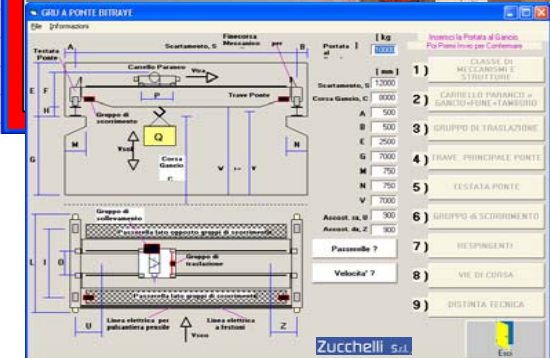 GRU A PONTE BITRAVE
File Informazioni
Testata Ponte
A
Scartamento, S
Finecorsa Meccanico per
B
Carrello Paranco
Vtra
P
Trave Ponte
E F
H
Gruppo di scorrimento
M
Q
N
Vsol
Corsa Gancio
C
G
V
Gruppo di sollevamento
Passerella lato opposto gruppi di scorrimento
Gruppo di traslazione
L I O
Passerella lato gruppi di scorrimento
U
Linea elettrica per pulsantiera pensile
Vsco
Linea elettrica a festoni
Z
[ kg
Portata ]
al
10000
[ mm ]
Scartamento, S 12000
Corsa Gancio, C 8000
A 500
B 500
E 2500
G 7000
M 750
N 750
V 7000
Accost. sx, U 900
Accost. dx, Z 900
Passerelle ?
Velocita' ?
Zucchelli s.r.l.
Inserisci la Portata al Gancio,
Poi Premi Invio per Confermare
1 ) CLASSE DI MECCANISMI E STRUTTURE
2 ) CARRELLO PARANCO e GANCIO+FUNE+TAMBURO
3 ) GRUPPO DI TRASLAZIONE
4 ) TRAVE PRINCIPALE PONTE
5 ) TESTATA PONTE
6 ) GRUPPO di SCORRIMENTO
7 ) RESPINGENTI
8 ) VIE DI CORSA
9 ) DISTINTA TECNICA
Esci